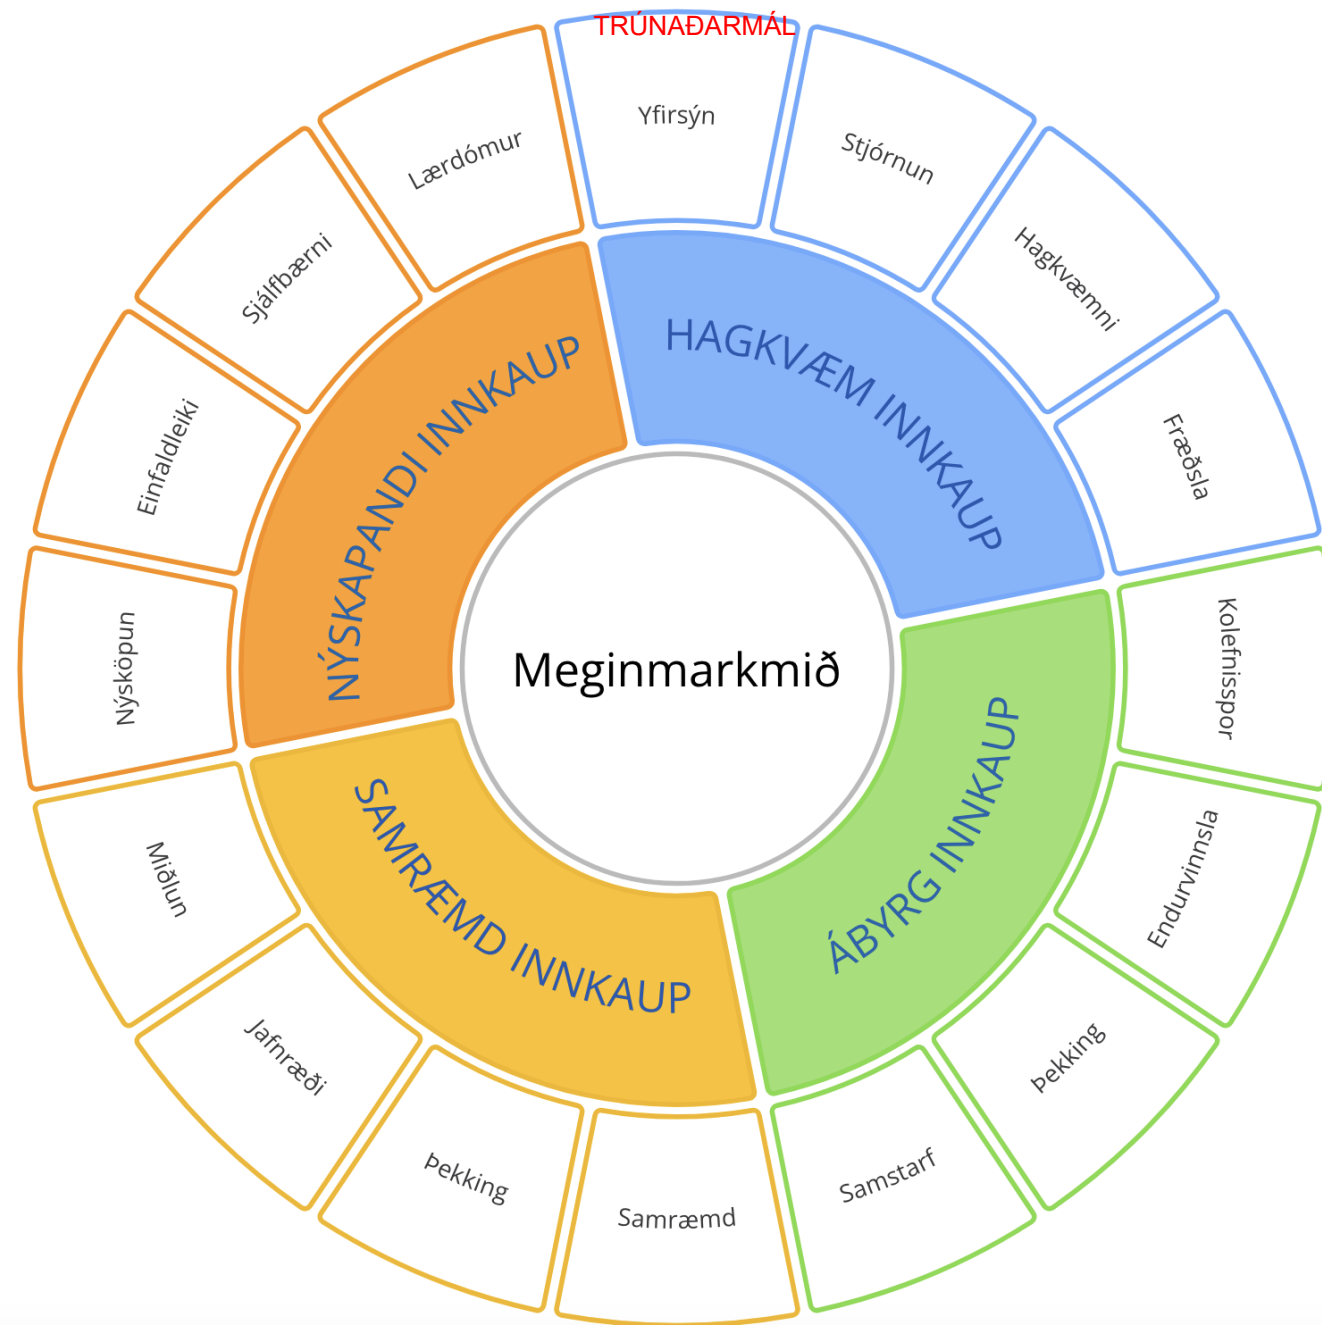 TRÚNAÐARMÁL
Yfirsýn
Stjórnun
Hagkvæmni
Fræðsla
Kolefnisspor
Endurvinnsla
Þekking
Samstarf
Samræmd
Þekking
Jafnræði
Miðlun
Nýsköpun
Einfaldleiki
Sjálfbærni
Lærdómur
HAGKVÆM INNKAUP
ÁBYRG INNKAUP
SAMRÆMD INNKAUP
NÝSKAPANDI INNKAUP
Meginmarkmið